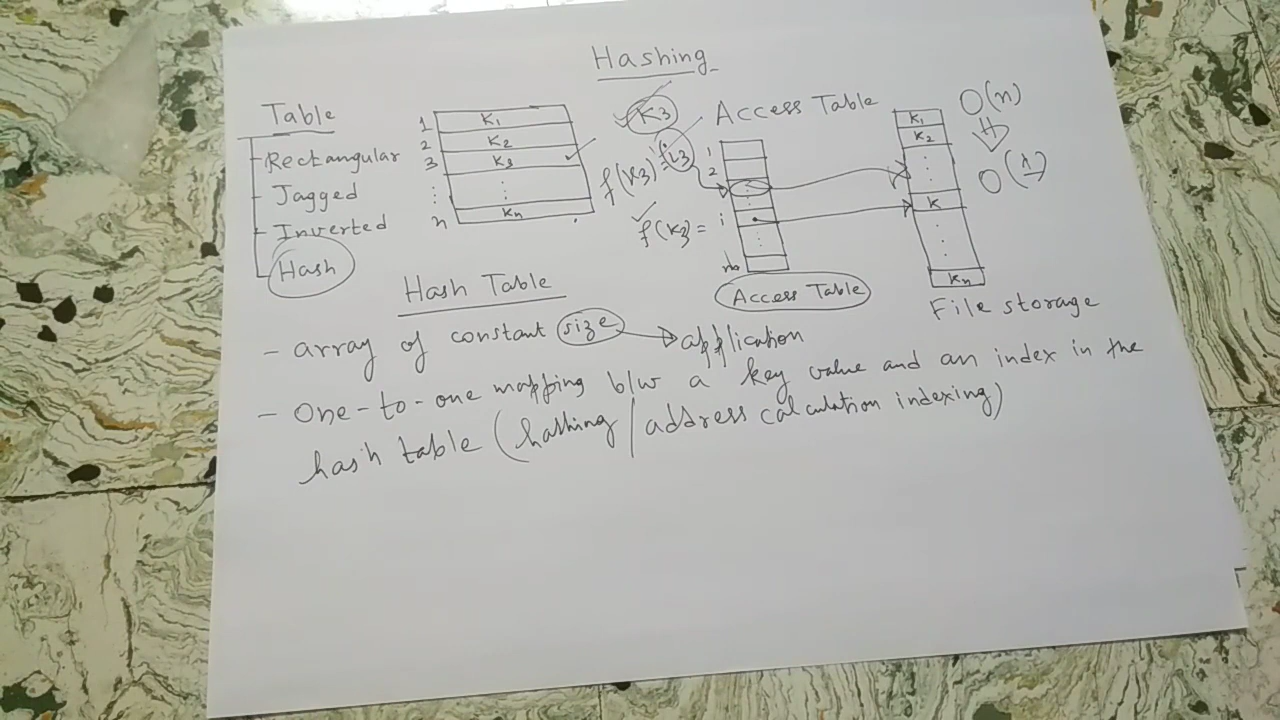 Hashing
Table
Rectangular
Jagged
Inverted
Hash
1 K1
2 K2
3 K3
⋮ ⋮
n Kn
K3
f(K3)
f(K3) = i
Access Table
1
2
⋮
i
⋮
Access Table
K1
K2
⋮
K
⋮
Kn
File storage
O(n)
O(1)
Hash Table
- array of constant size → application
- One-to-one mapping b/w a key value and an index in the
hash table (hashing / address calculation indexing)